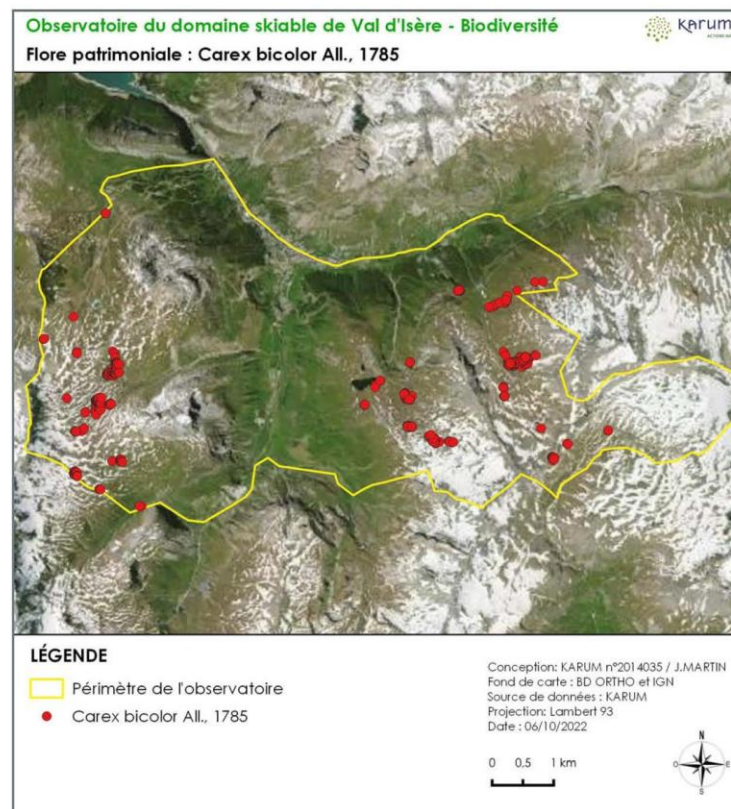 Observatoire du domaine skiable de Val d'Isère - Biodiversité
KARUM
Flore patrimoniale : Carex bicolor All., 1785
LÉGENDE
Périmètre de l'observatoire
Carex bicolor All., 1785
Conception: KARUM n°2014035 / J.MARTIN
Fond de carte : BD ORTHO et IGN
Source de données : KARUM
Projection: Lambert 93
Date : 06/10/2022
0 0,5 1 km
N
O E
S